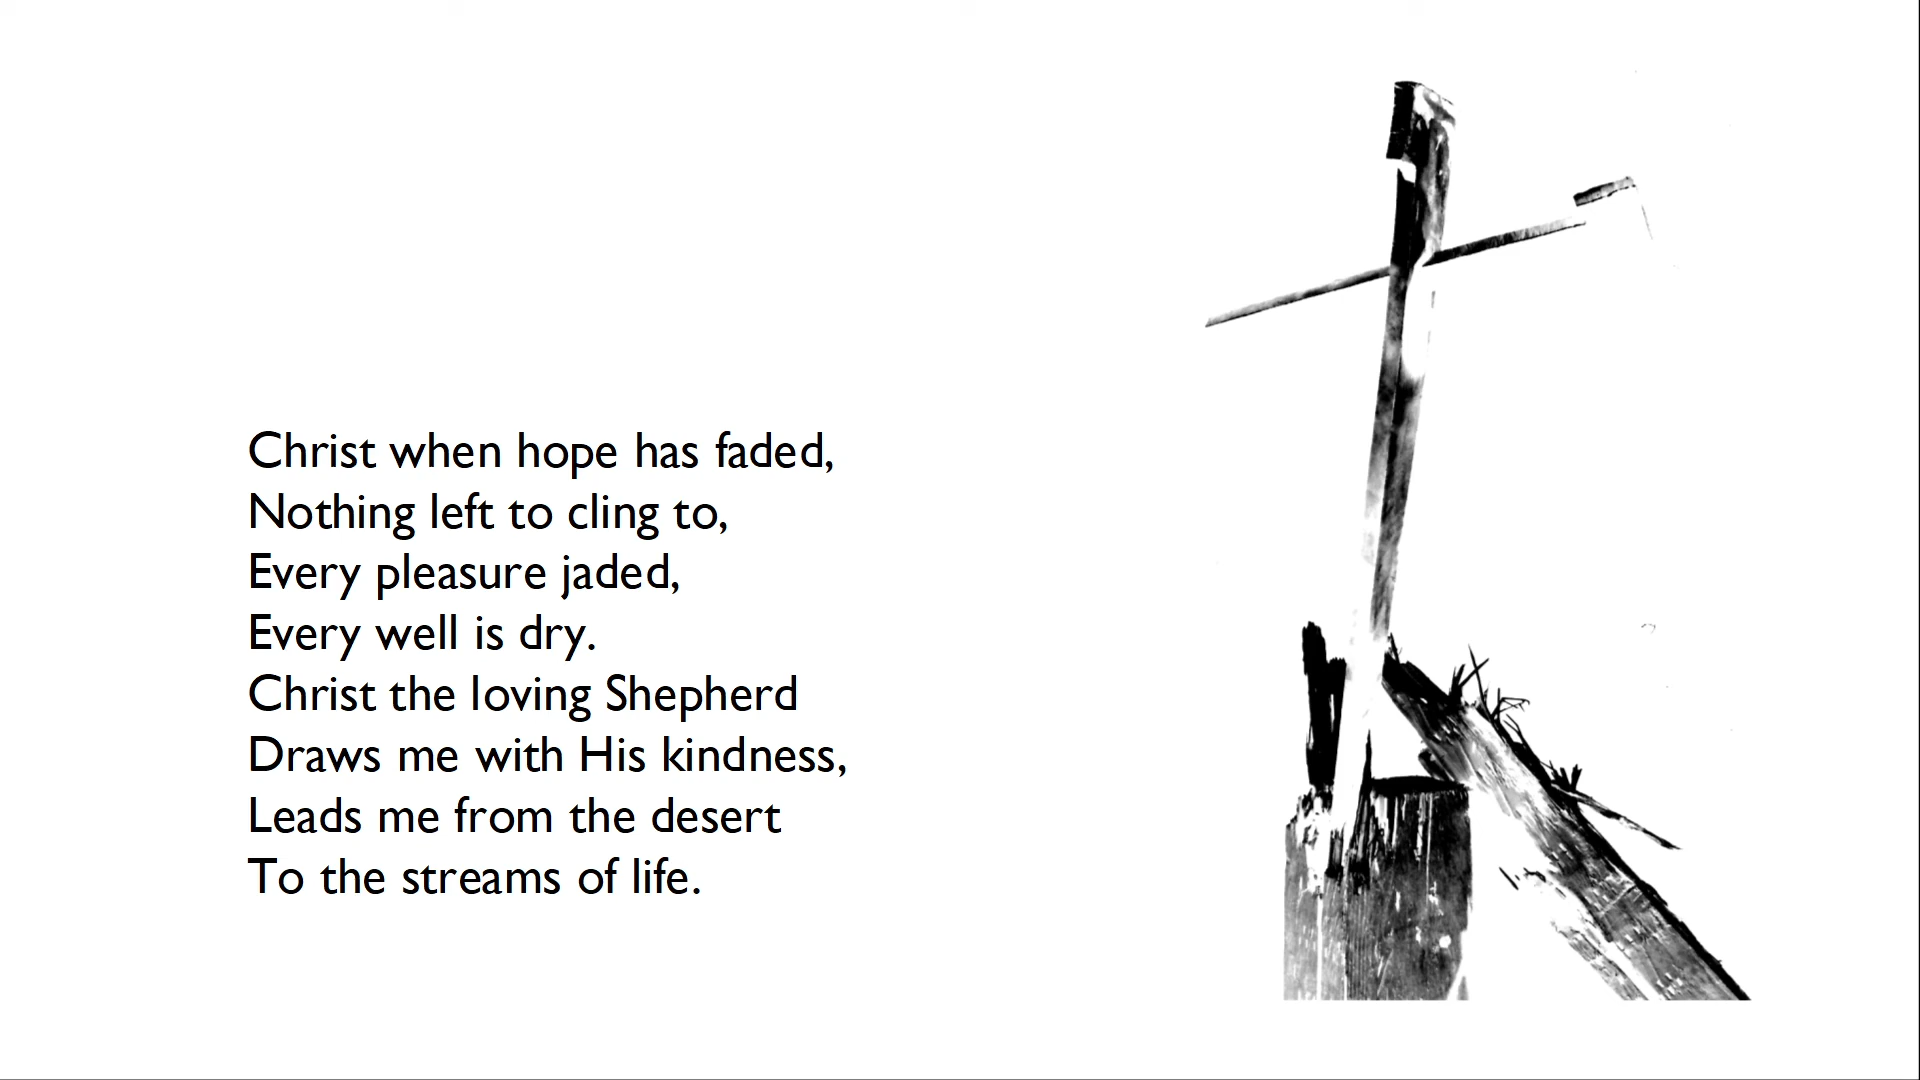 Christ when hope has faded,
Nothing left to cling to,
Every pleasure jaded,
Every well is dry.
Christ the loving Shepherd
Draws me with His kindness,
Leads me from the desert
To the streams of life.